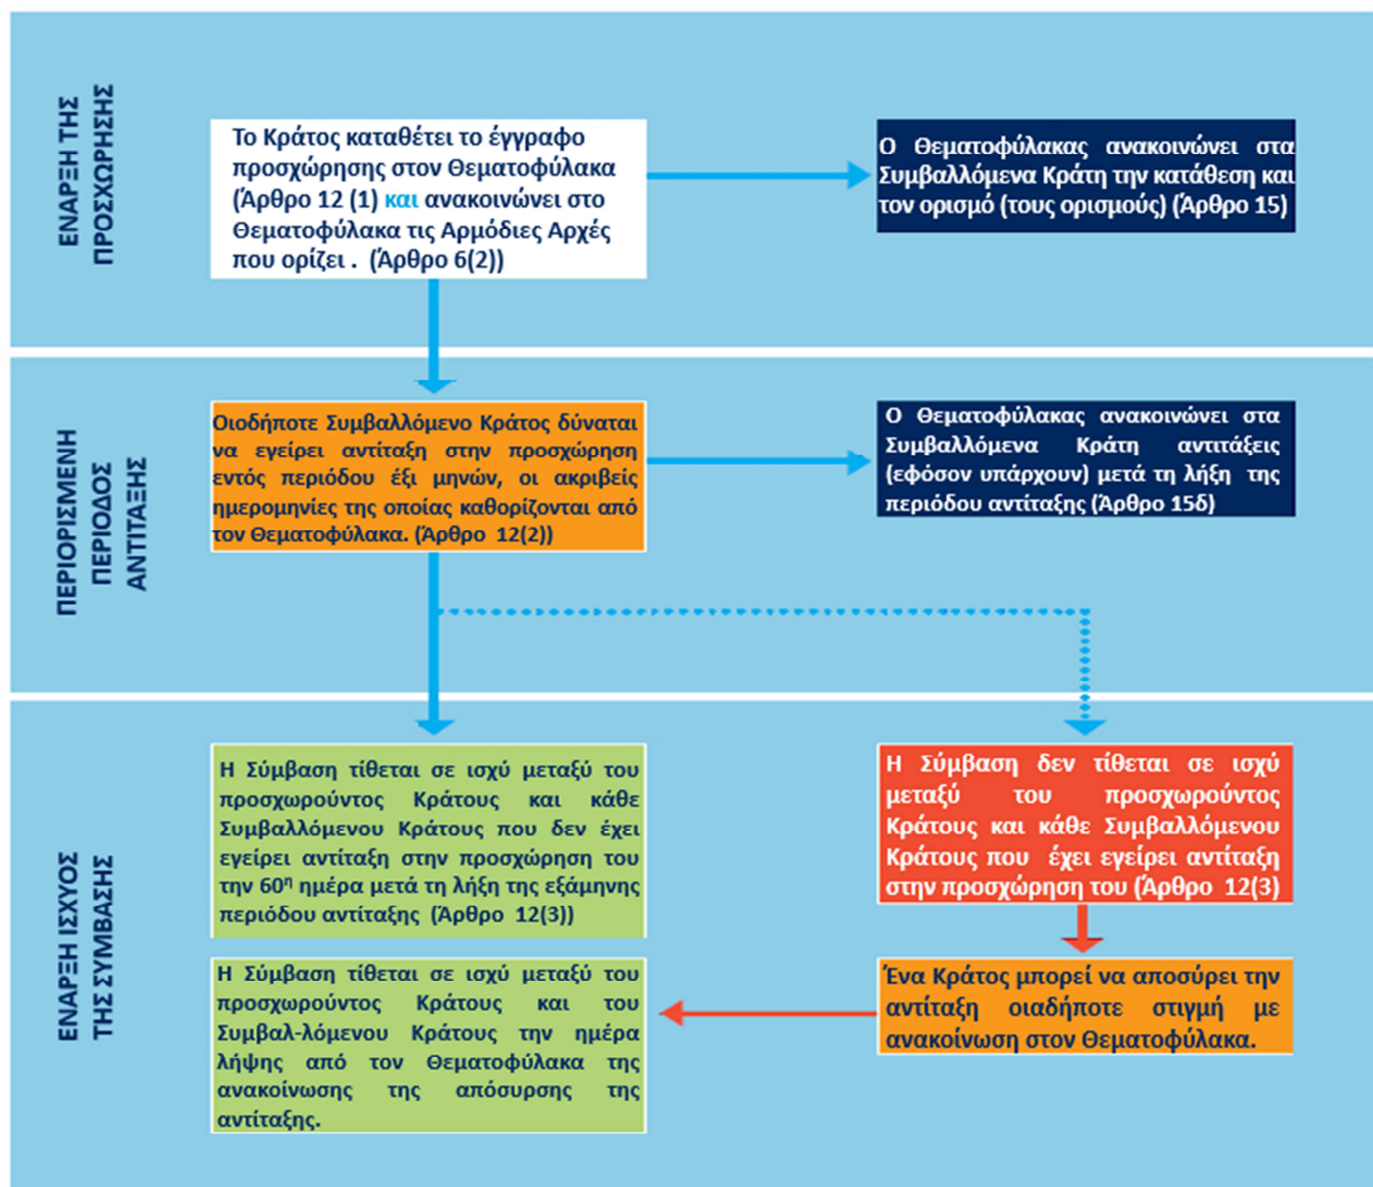 ΕΝΑΡΞΗ ΤΗΣ
ΠΡΟΣΧΩΡΗΣΗΣ
Το Κράτος καταθέτει το έγγραφο
προσχώρησης στον Θεματοφύλακα
(Άρθρο 12 (1) και ανακοινώνει στο
Θεματοφύλακα τις Αρμόδιες Αρχές
που ορίζει . (Άρθρο 6(2))
Ο Θεματοφύλακας ανακοινώνει στα
Συμβαλλόμενα Κράτη την κατάθεση και
τον ορισμό (τους ορισμούς) (Άρθρο 15)
ΠΕΡΙΟΡΙΣΜΕΝΗ
ΠΕΡΙΟΔΟΣ
ΑΝΤΙΤΑΞΗΣ
Οιοδήποτε Συμβαλλόμενο Κράτος δύναται
να εγείρει αντίταξη στην προσχώρηση
εντός περιόδου έξι μηνών, οι ακριβείς
ημερομηνίες της οποίας καθορίζονται από
τον Θεματοφύλακα. (Άρθρο 12(2))
Ο Θεματοφύλακας ανακοινώνει στα
Συμβαλλόμενα Κράτη αντιτάξεις
(εφόσον υπάρχουν) μετά τη λήξη της
περιόδου αντίταξης (Άρθρο 15δ)
ΕΝΑΡΞΗ ΙΣΧΥΟΣ
ΤΗΣ ΣΥΜΒΑΣΗΣ
Η Σύμβαση τίθεται σε ισχύ μεταξύ του
προσχωρούντος Κράτους και κάθε
Συμβαλλόμενου Κράτους που δεν έχει
εγείρει αντίταξη στην προσχώρηση του
την 60η ημέρα μετά τη λήξη της εξάμηνης
περιόδου αντίταξης (Άρθρο 12(3))
Η Σύμβαση δεν τίθεται σε ισχύ
μεταξύ του προσχωρούντος
Κράτους και κάθε Συμβαλλόμενου
Κράτους που έχει εγείρει αντίταξη
στην προσχώρηση του (Άρθρο 12(3)
Η Σύμβαση τίθεται σε ισχύ μεταξύ του
προσχωρούντος Κράτους και του
Συμβαλ-λόμενου Κράτους την ημέρα
λήψης από τον Θεματοφύλακα της
ανακοίνωσης της απόσυρσης της
αντίταξης.
Ένα Κράτος μπορεί να αποσύρει την
αντίταξη οιαδήποτε στιγμή με
ανακοίνωση στον Θεματοφύλακα.